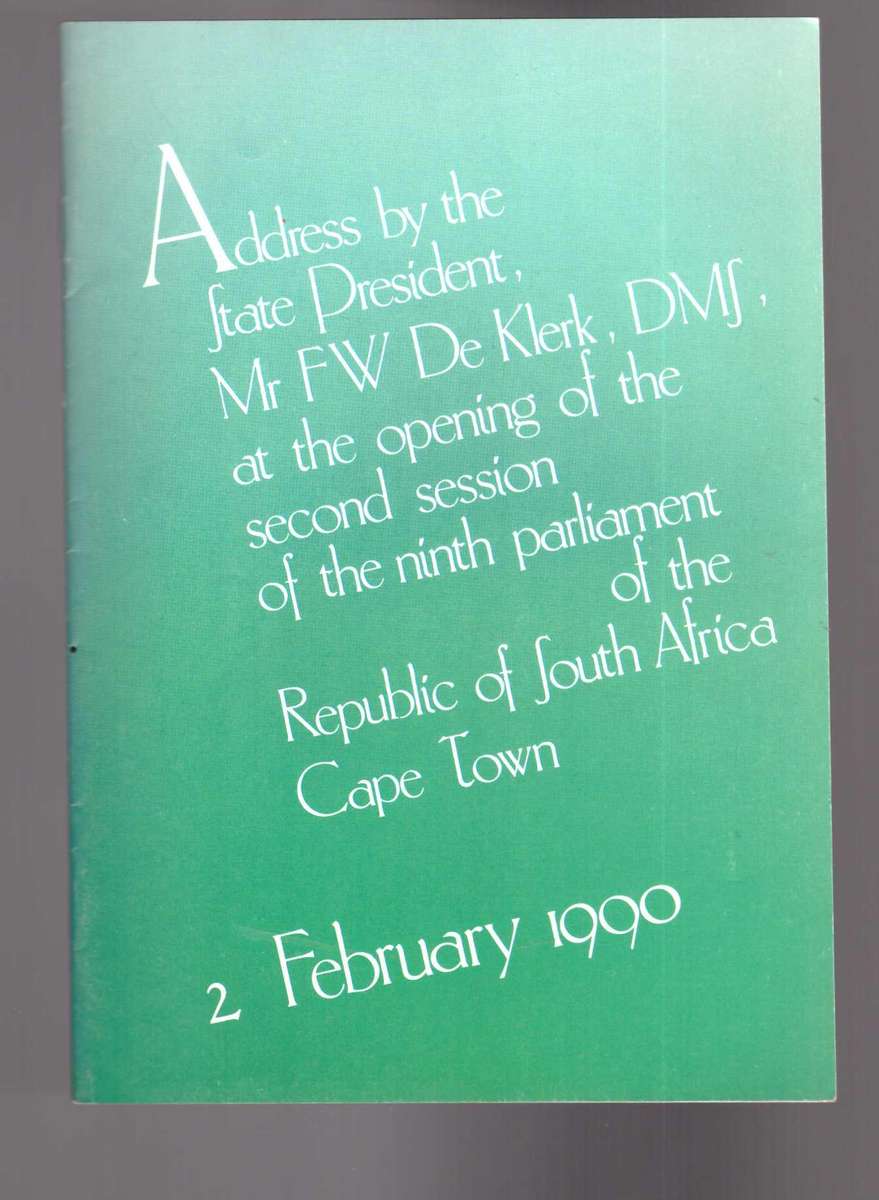 Address by the
State President,
Mr FW De Klerk, DMS,
at the opening of the
second session
of the ninth parliament
of the
Republic of South Africa
Cape Town
2 February 1990